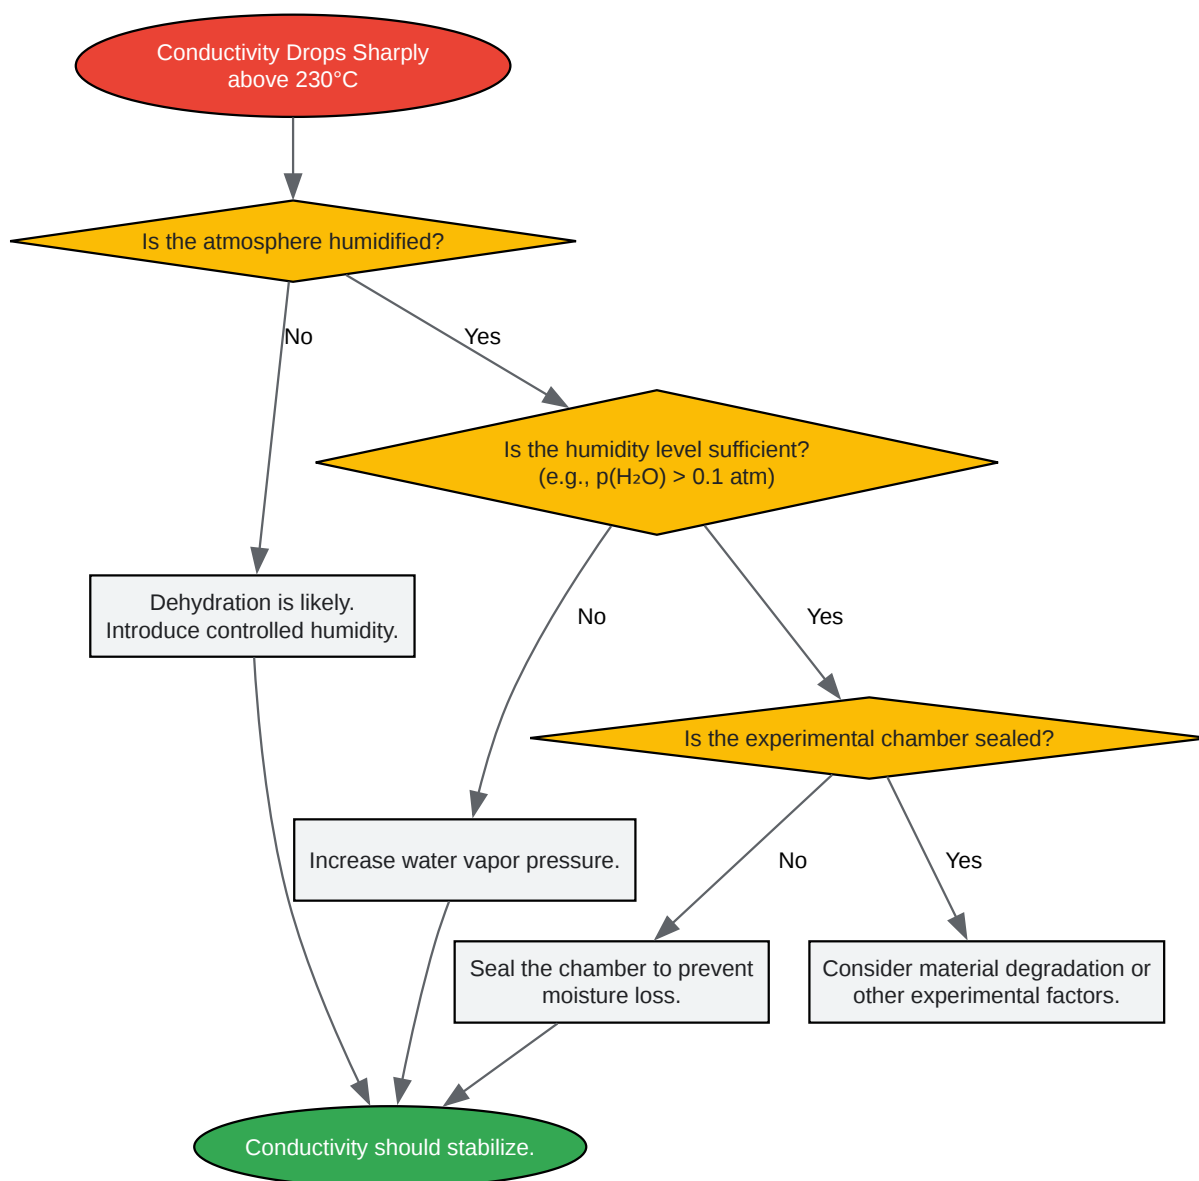 Conductivity Drops Sharply
above 230°C
Is the atmosphere humidified?
No
Yes
Is the humidity level sufficient?
(e.g., p(H₂O) > 0.1 atm)
Dehydration is likely.
Introduce controlled humidity.
No
Yes
Is the experimental chamber sealed?
Increase water vapor pressure.
No
Yes
Seal the chamber to prevent
moisture loss.
Consider material degradation or
other experimental factors.
Conductivity should stabilize.